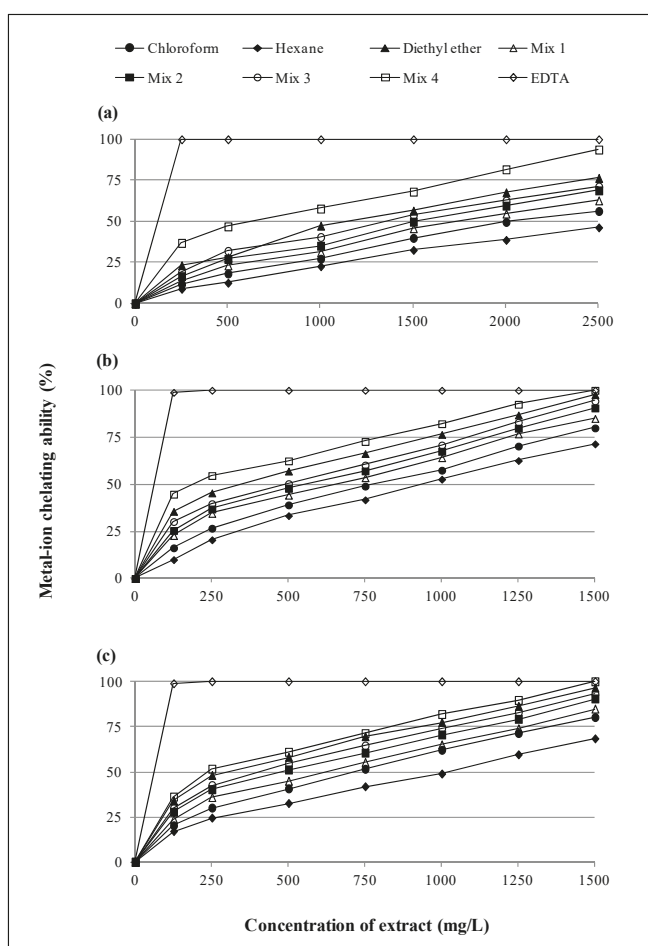 Chloroform Hexane Diethyl ether Mix 1
Mix 2 Mix 3 Mix 4 EDTA
(a)
100
75
50
25
0
0 500 1000 1500 2000 2500
(b)
100
75
50
25
0
0 250 500 750 1000 1250 1500
(c)
100
75
50
25
0
0 250 500 750 1000 1250 1500
Metal-ion chelating ability (%)
Concentration of extract (mg/L)